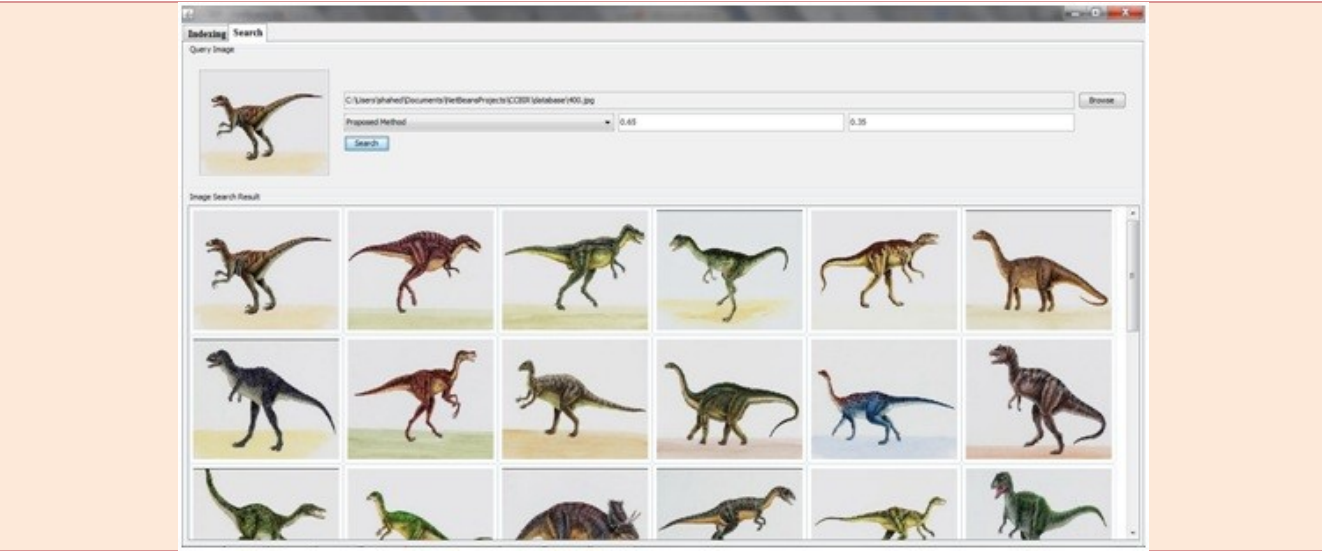 Indexing Search
Query Image
C:\Users\phahed\Documents\NetBeansProjects\CCBIR\database\400.jpg
Browse
Proposed Method 0.65 0.35
Search
Image Search Result